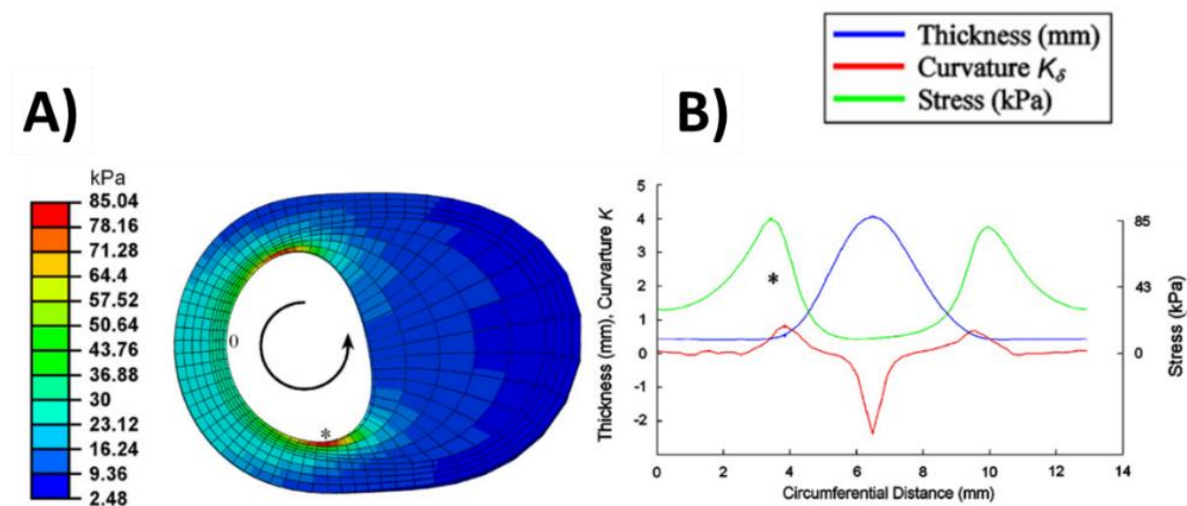 Thickness (mm)
Curvature Kδ
Stress (kPa)
A)
B)
kPa
85.04
78.16
71.28
64.4
57.52
50.64
43.76
36.88
30
23.12
16.24
9.36
2.48
0
*
Thickness (mm), Curvarture K
5
4
3
2
1
0
-1
-2
*
85
43
0
Stress (kPa)
0 2 4 6 8 10 12 14
Circumferential Distance (mm)